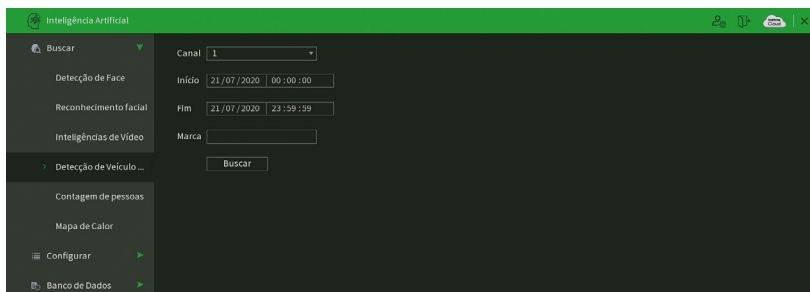 Inteligência Artificial
Cloud
Buscar
Detecção de Face
Reconhecimento facial
Inteligências de Vídeo
Detecção de Veículo ...
Contagem de pessoas
Mapa de Calor
Configurar
Banco de Dados
Canal 1
Início 21/07/2020 00:00:00
Fim 21/07/2020 23:59:59
Marca
Buscar